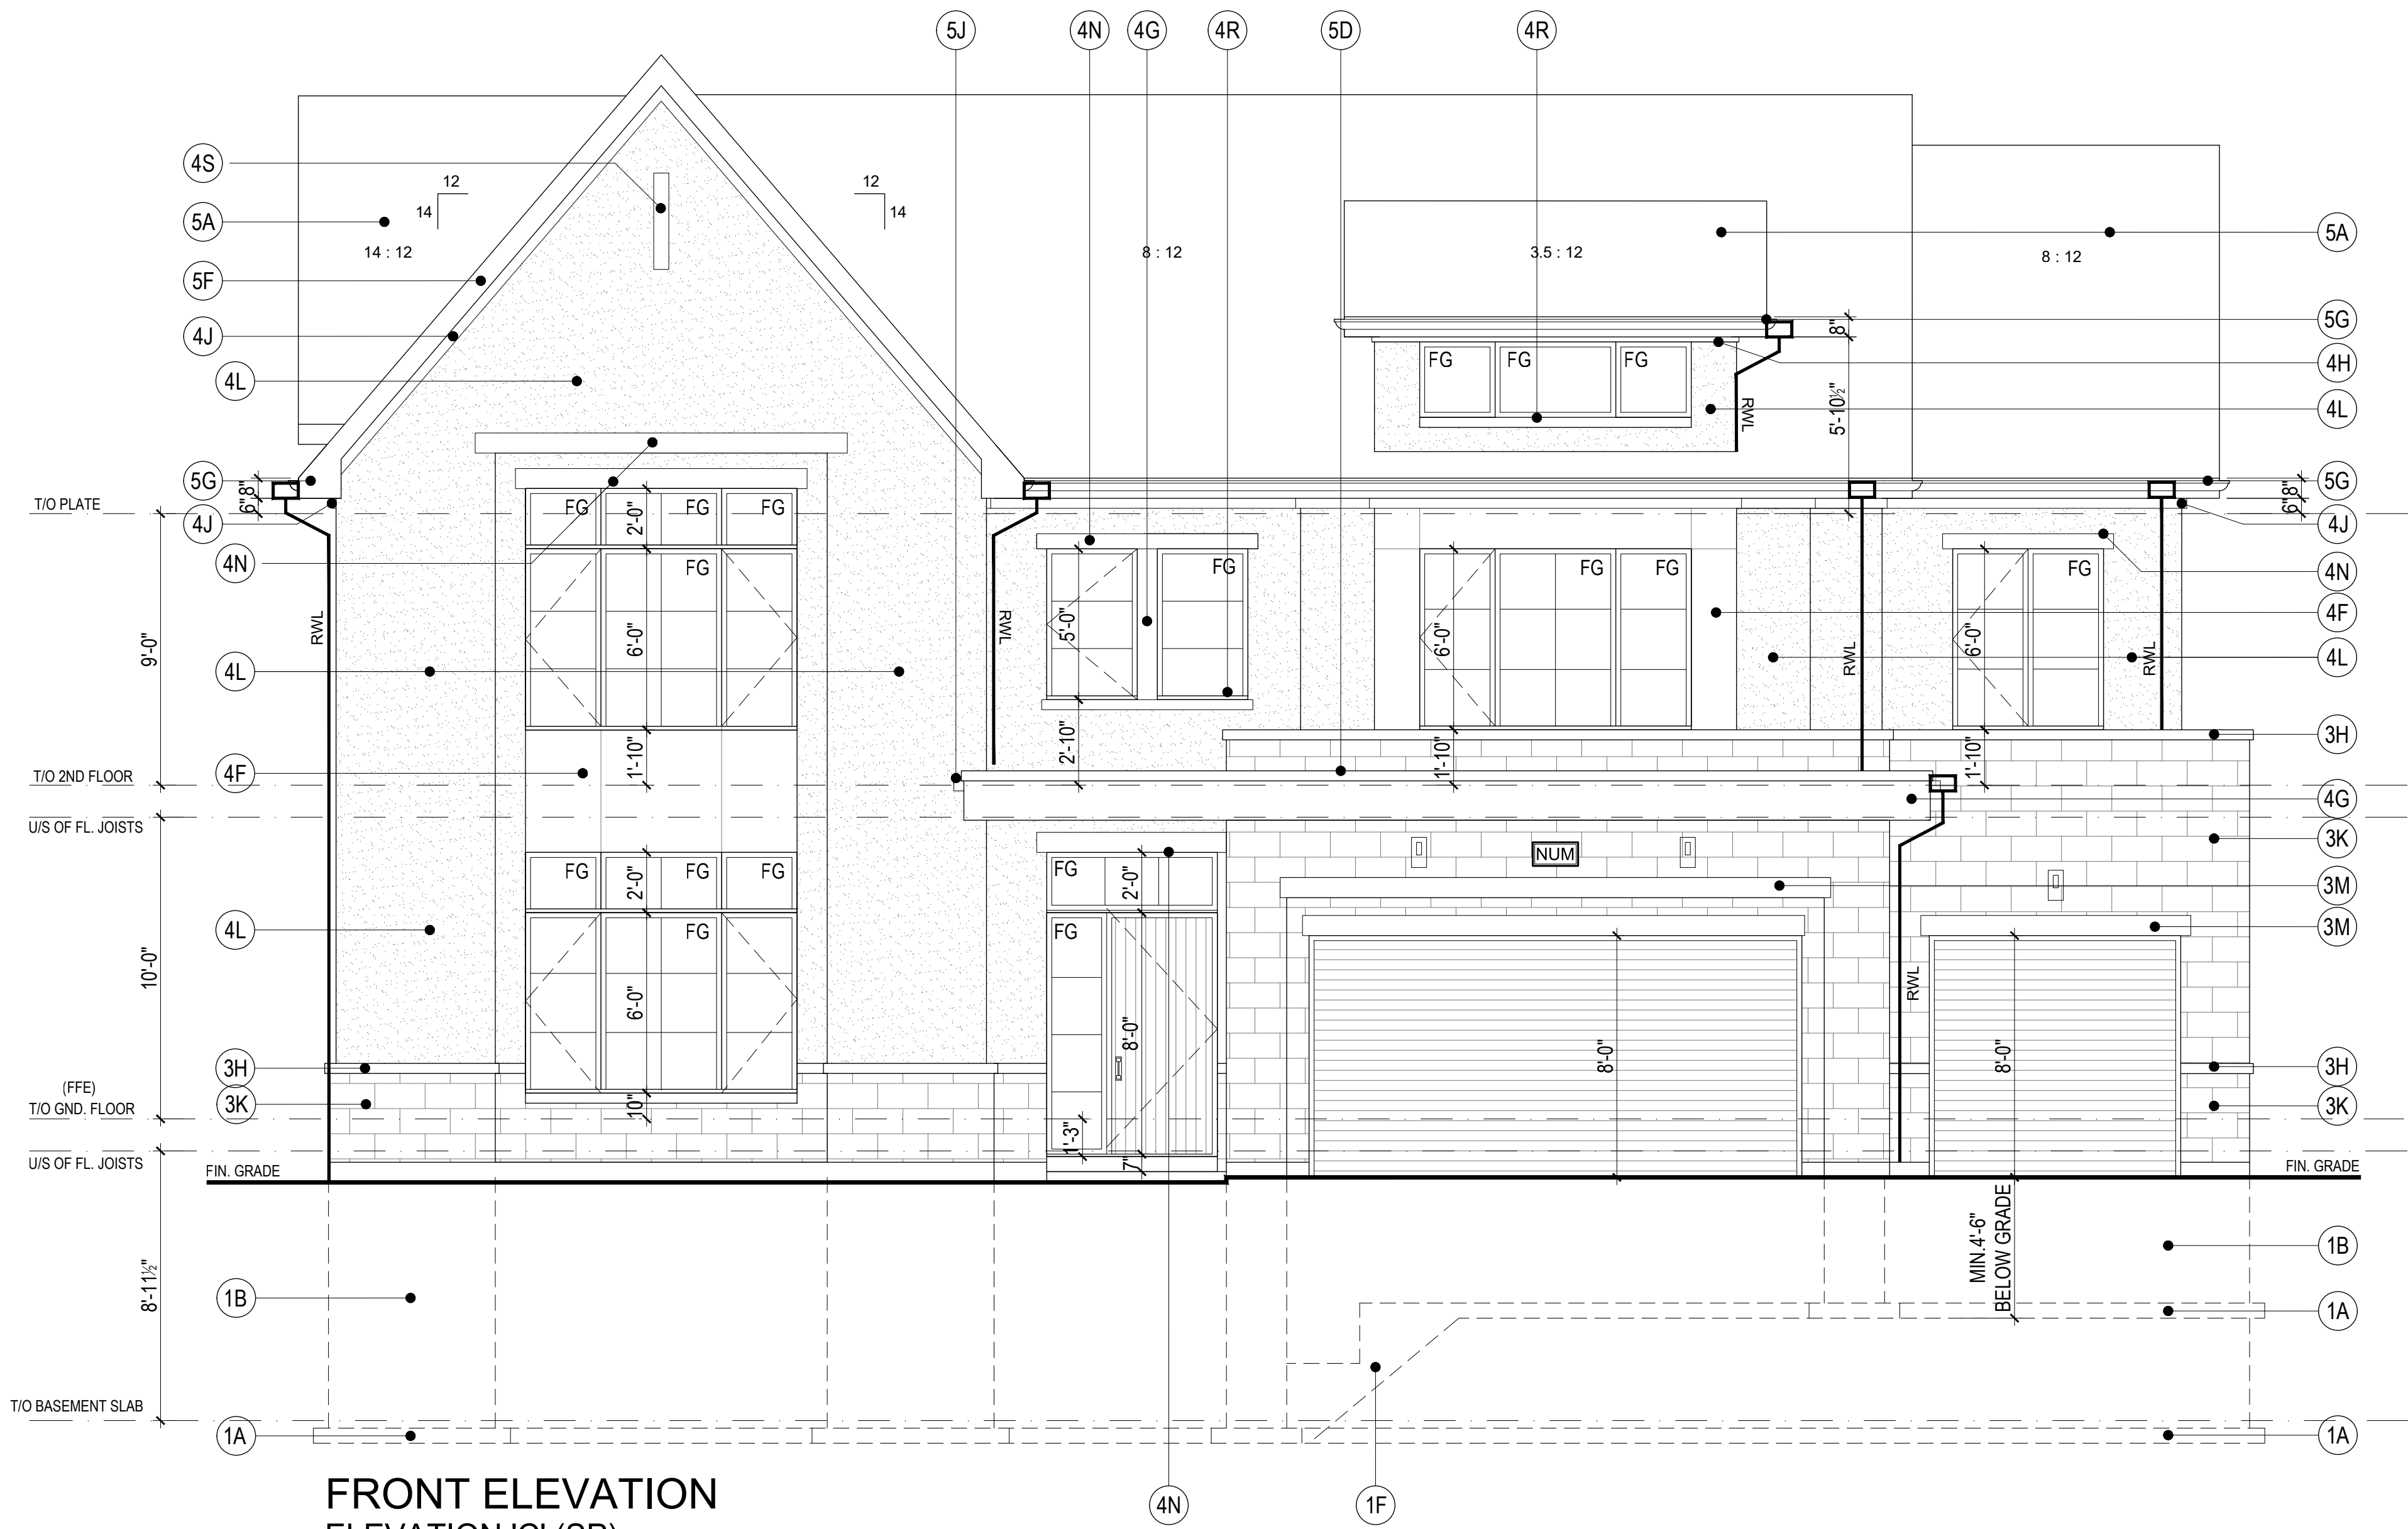 5J 4N 4G 4R 5D 4R
4S
12 12
14 14
5A 5A
14 : 12 8 : 12 3.5 : 12 8 : 12
5F
5G
4J 8"
FG FG FG 4H
4L 4L
RWL
5'-10½"
5G 5G
6" 8" 6" 8"
T/O PLATE
FG FG FG
2'-0"
4J 4J
4N 4N
FG FG FG FG FG
RWL RWL RWL RWL
9'-0" 6'-0" 5'-0" 6'-0" 6'-0"
4F
4L 4L
2'-10"
3H
1'-10" 1'-10" 1'-10"
T/O 2ND FLOOR
4F
4G
U/S OF FL. JOISTS
3K
NUM
FG FG FG FG
2'-0" 2'-0"
3M
4L 3M
FG FG
10'-0" 6'-0" 8'-0" 8'-0" 8'-0"
RWL
3H 3H
(FFE)
T/O GND. FLOOR
3K 3K
10" 1'-3"
U/S OF FL. JOISTS
7"
FIN. GRADE FIN. GRADE
MIN.4'-6"
BELOW GRADE
1B 1B
8'-11½"
1A
T/O BASEMENT SLAB
1A 1A
4N 1F
FRONT ELEVATION